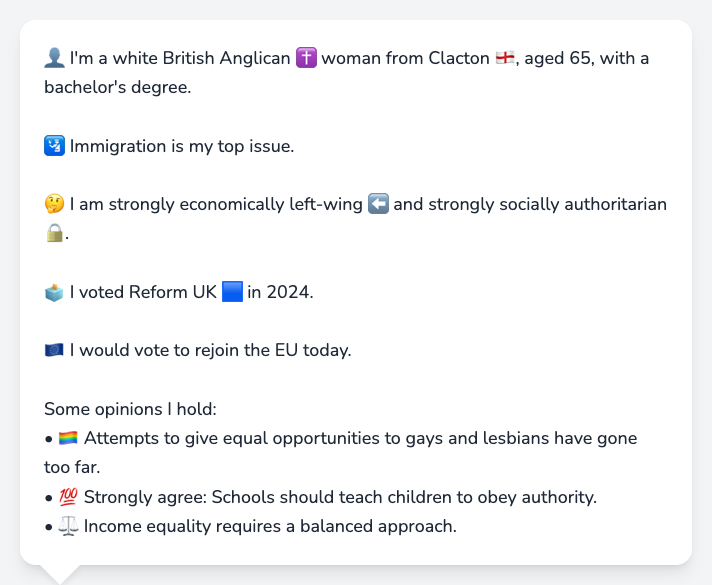 👤 I'm a white British Anglican ✝️ woman from Clacton 🏴󠁧󠁢󠁥󠁮󠁧󠁿, aged 65, with a
bachelor's degree.
🛂 Immigration is my top issue.
🤔 I am strongly economically left-wing ⬅️ and strongly socially authoritarian
🔒.
🗳️ I voted Reform UK 🟦 in 2024.
🇪🇺 I would vote to rejoin the EU today.
Some opinions I hold:
• 🏳️‍🌈 Attempts to give equal opportunities to gays and lesbians have gone
too far.
• 💯 Strongly agree: Schools should teach children to obey authority.
• ⚖️ Income equality requires a balanced approach.